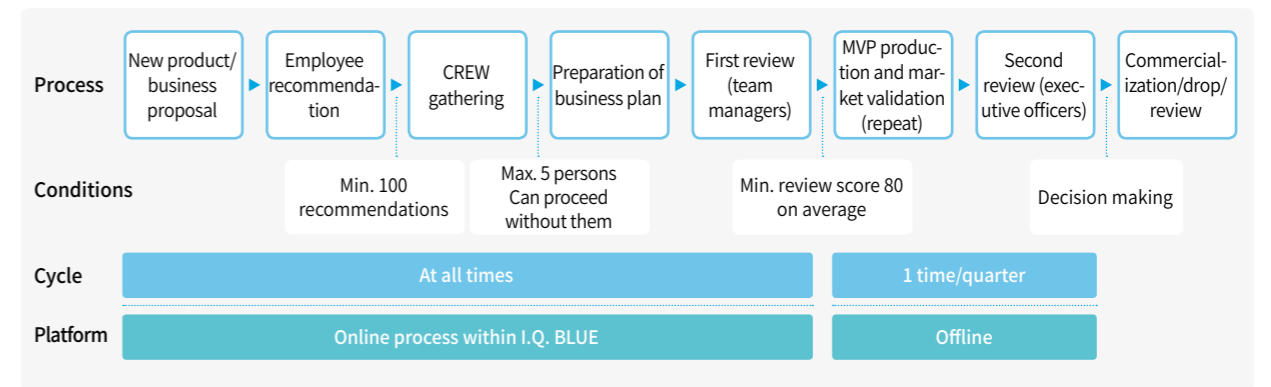 Process
New product/
business
proposal
Employee
recommenda-
tion
CREW
gathering
Preparation of
business plan
First review
(team
managers)
MVP produc-
tion and mar-
ket validation
(repeat)
Second
review (exec-
utive officers)
Commercial-
ization/drop/
review
Conditions
Min. 100
recommendations
Max. 5 persons
Can proceed
without them
Min. review score 80
on average
Decision making
Cycle
At all times
1 time/quarter
Platform
Online process within I.Q. BLUE
Offline